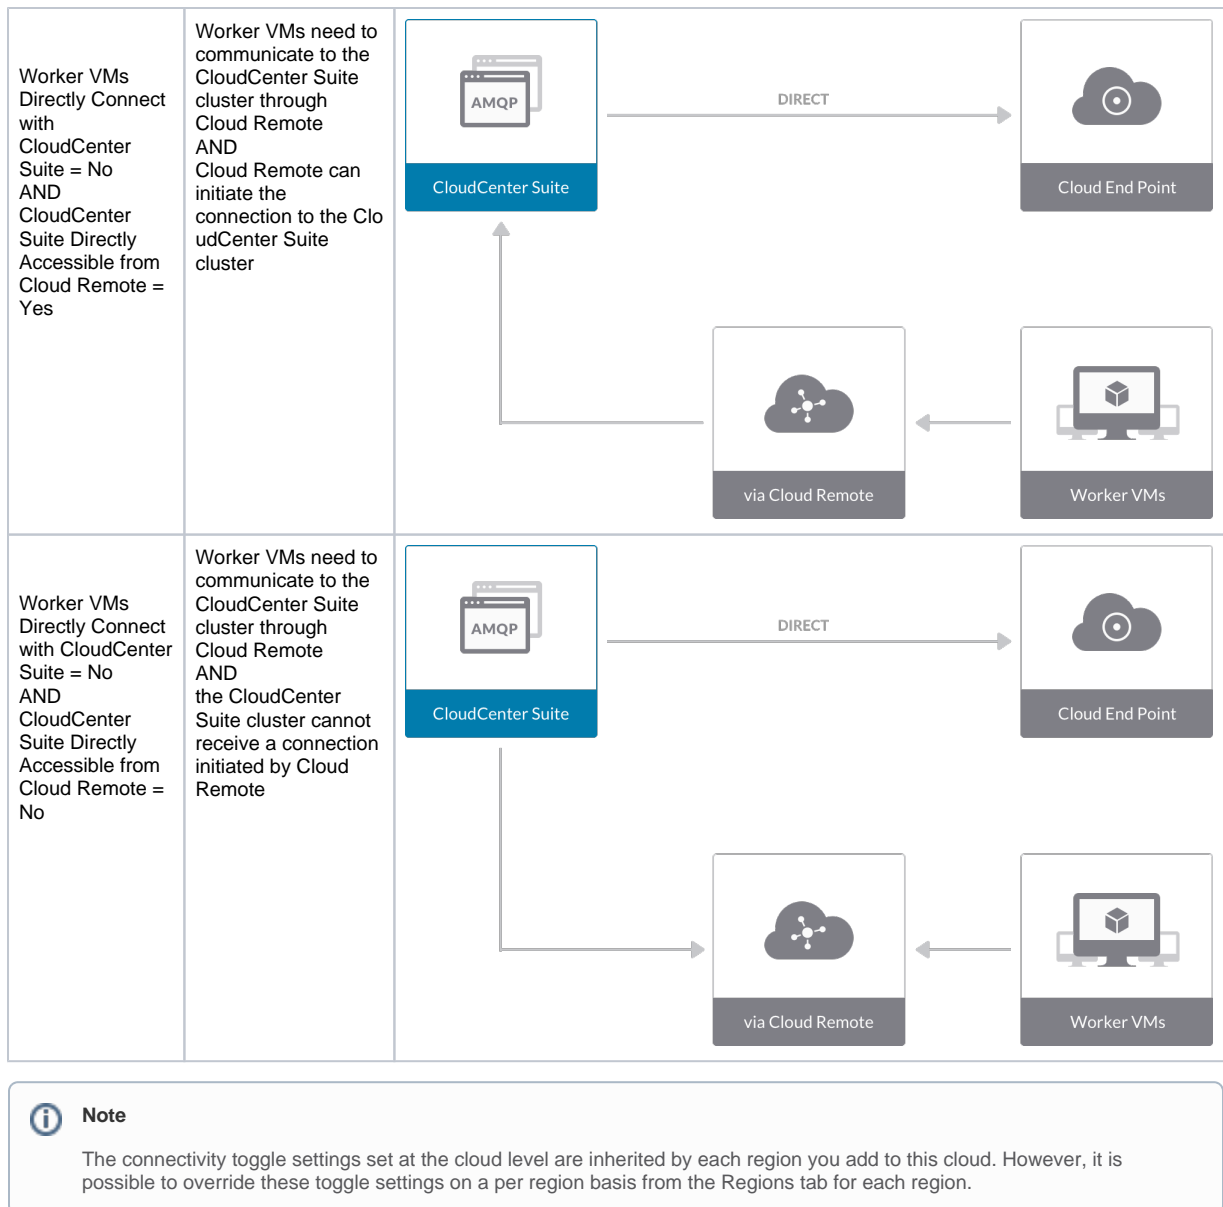 Worker VMs
Directly Connect
with
CloudCenter
Suite = No
AND
CloudCenter
Suite Directly
Accessible from
Cloud Remote =
Yes
Worker VMs need to
communicate to the
CloudCenter Suite
cluster through
Cloud Remote
AND
Cloud Remote can
initiate the
connection to the Clo
udCenter Suite
cluster
AMQP
CloudCenter Suite
DIRECT
Cloud End Point
via Cloud Remote
Worker VMs
Worker VMs
Directly Connect
with CloudCenter
Suite = No
AND
CloudCenter
Suite Directly
Accessible from
Cloud Remote =
No
Worker VMs need to
communicate to the
CloudCenter Suite
cluster through
Cloud Remote
AND
the CloudCenter
Suite cluster cannot
receive a connection
initiated by Cloud
Remote
AMQP
CloudCenter Suite
DIRECT
Cloud End Point
via Cloud Remote
Worker VMs
Note
The connectivity toggle settings set at the cloud level are inherited by each region you add to this cloud. However, it is
possible to override these toggle settings on a per region basis from the Regions tab for each region.